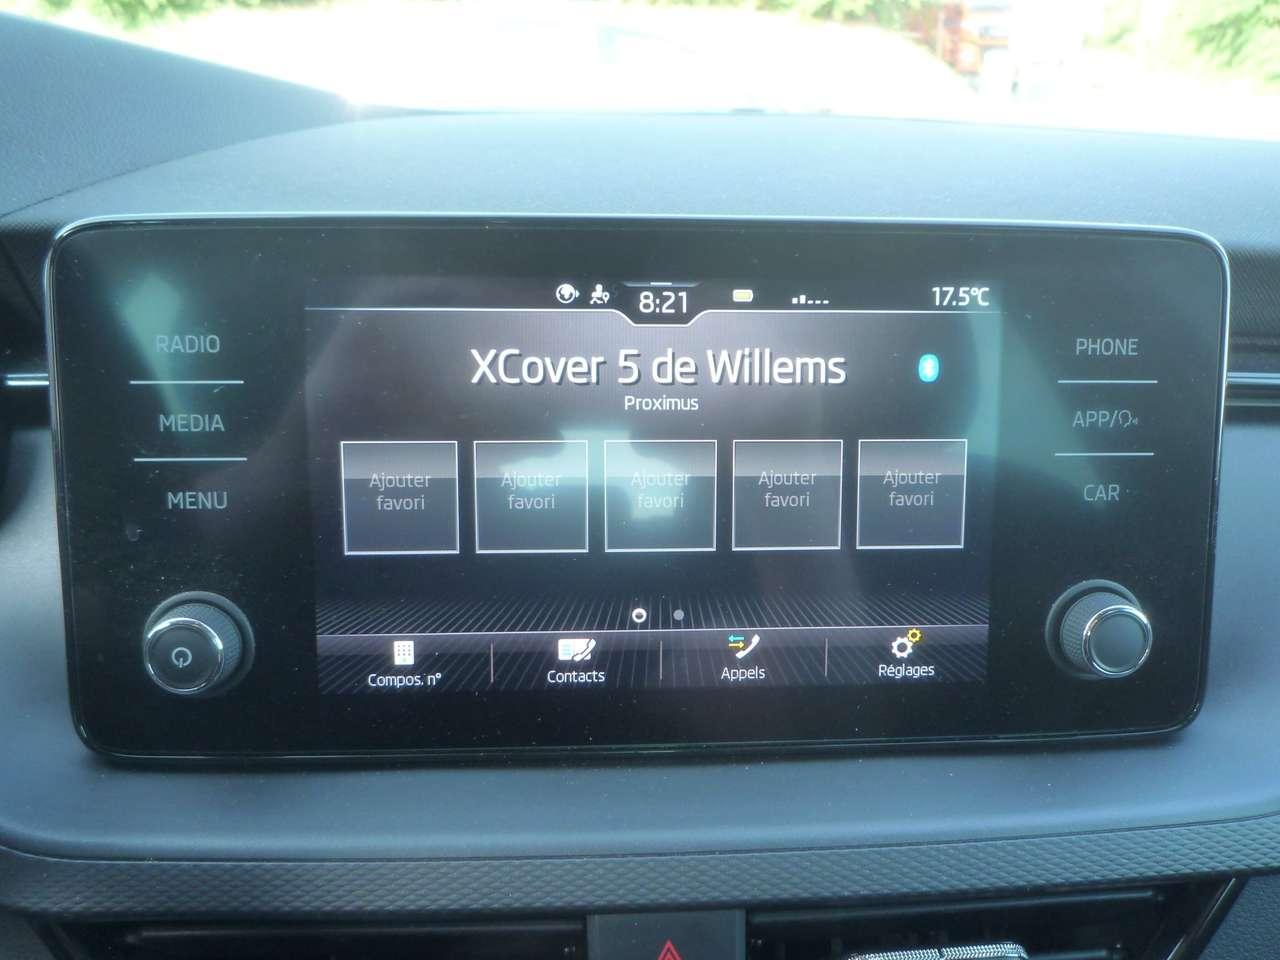 8:21
17.5°C
RADIO
MEDIA
MENU
XCover 5 de Willems
Proximus
Ajouter
favori
Ajouter
favori
Ajouter
favori
Ajouter
favori
Ajouter
favori
Compos. n°
Contacts
Appels
Réglages
PHONE
APP/
CAR